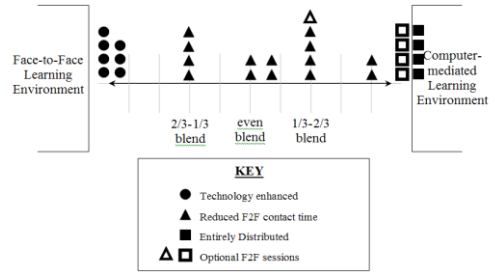 Face-to-Face
Learning
Environment
Computer-
mediated
Learning
Environment
2/3-1/3
blend
even
blend
1/3-2/3
blend
KEY
Technology enhanced
Reduced F2F contact time
Entirely Distributed
Optional F2F sessions